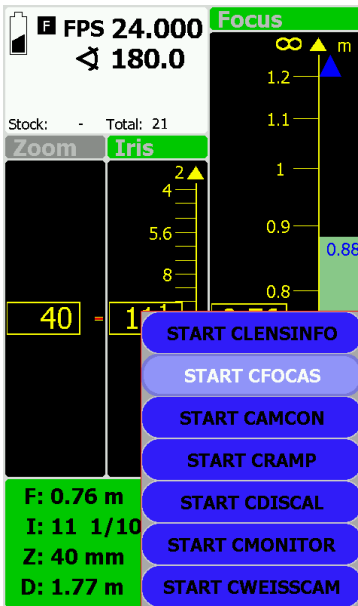 F FPS 24.000
180.0
Stock: - Total: 21
Focus
∞ m
1.2
1.1
1
0.9
0.88
0.8
Zoom
Iris
2
4
5.6
8
40
START CLENSINFO
START CFOCAS
START CAMCON
START CRAMP
START CDISCAL
START CMONITOR
START CWEISSCAM
F: 0.76 m
I: 11 1/10
Z: 40 mm
D: 1.77 m